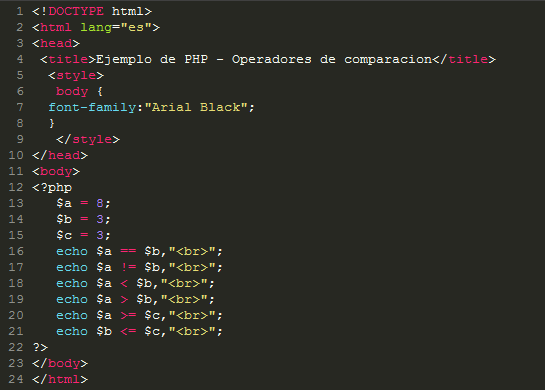 1 <!DOCTYPE html>
2 <html lang="es">
3 <head>
4 <title>Ejemplo de PHP - Operadores de comparacion</title>
5 <style>
6 body {
7 font-family:"Arial Black";
8 }
9 </style>
10 </head>
11 <body>
12 <?php
13 $a = 8;
14 $b = 3;
15 $c = 3;
16 echo $a == $b,"<br>";
17 echo $a != $b,"<br>";
18 echo $a < $b,"<br>";
19 echo $a > $b,"<br>";
20 echo $a >= $c,"<br>";
21 echo $b <= $c,"<br>";
22 ?>
23 </body>
24 </html>